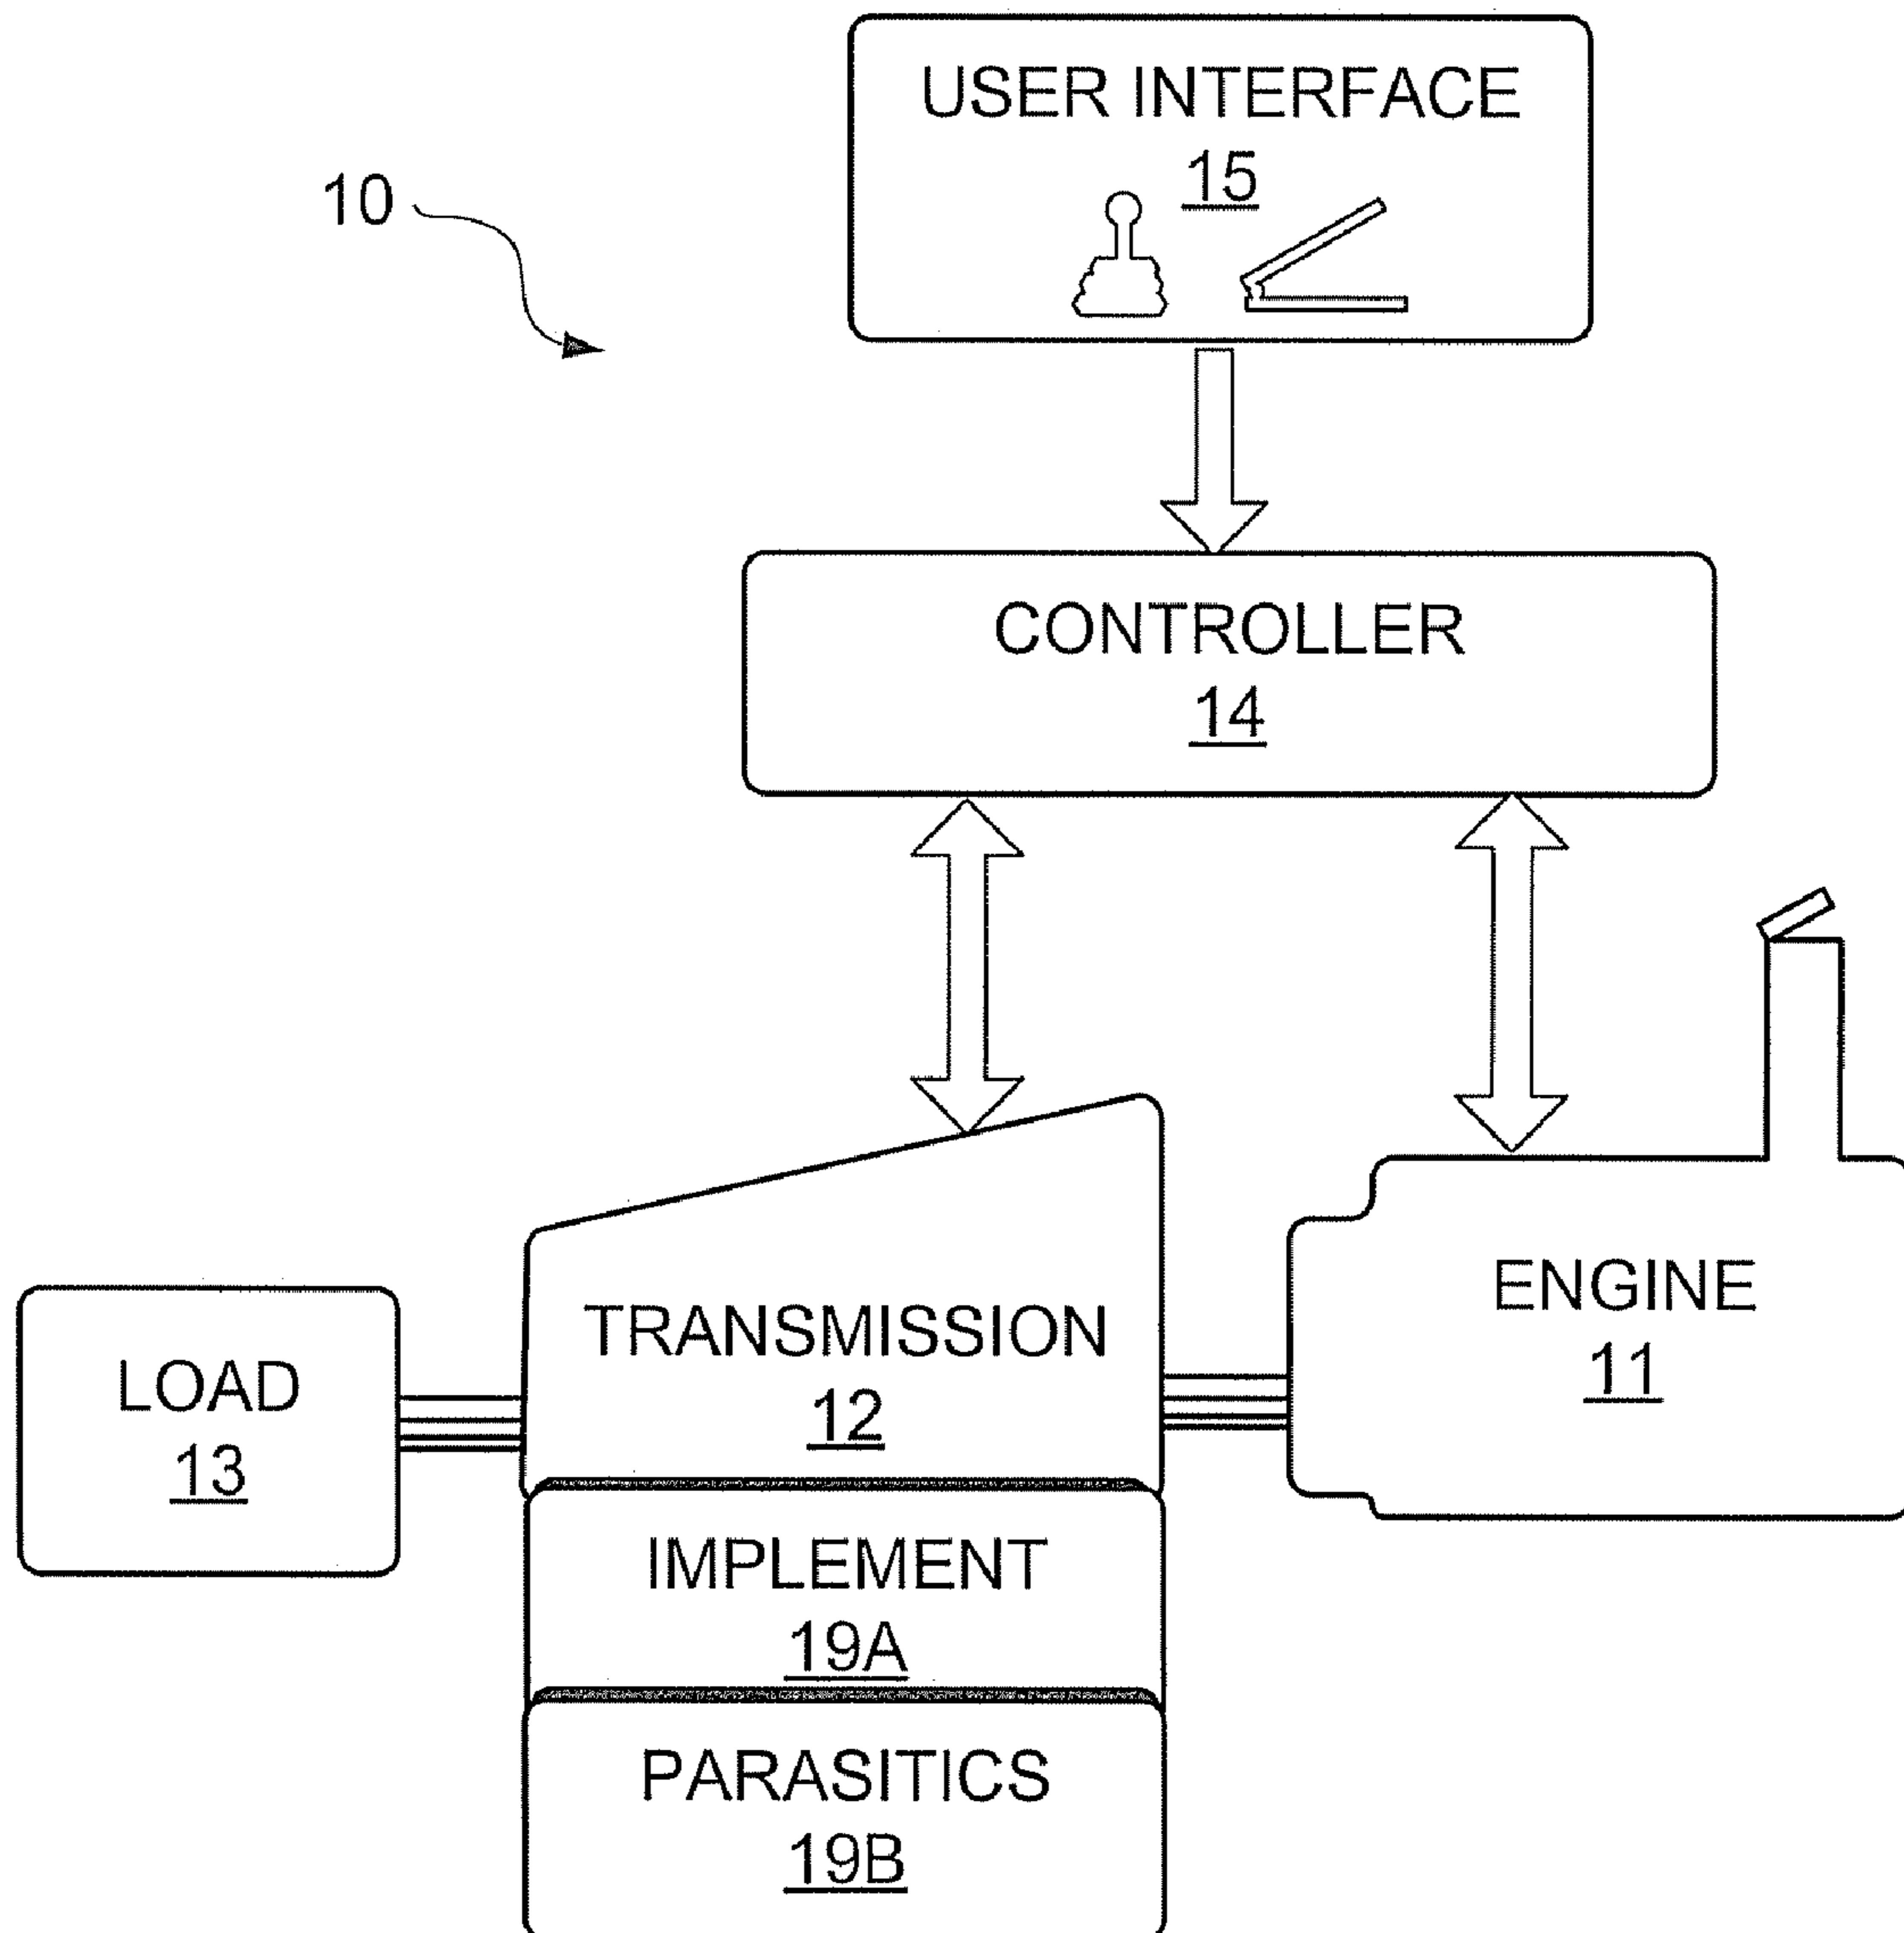 USER INTERFACE
15
10
CONTROLLER
14
ENGINE
11
TRANSMISSION
12
LOAD
13
IMPLEMENT
19A
PARASITICS
19B